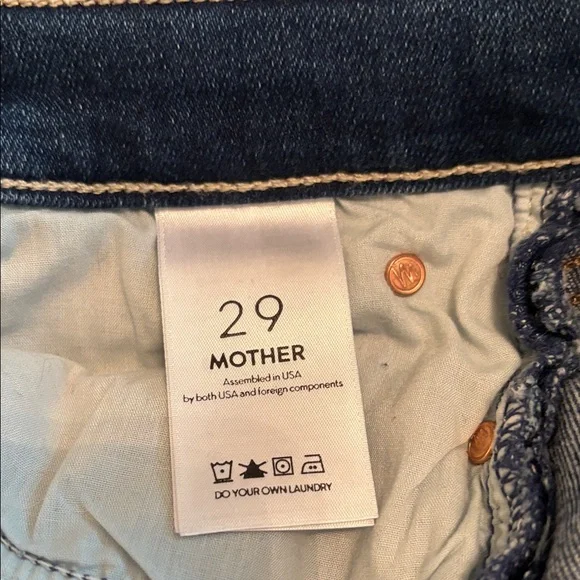 29
MOTHER
Assembled in USA
by both USA and foreign components
DO YOUR OWN LAUNDRY